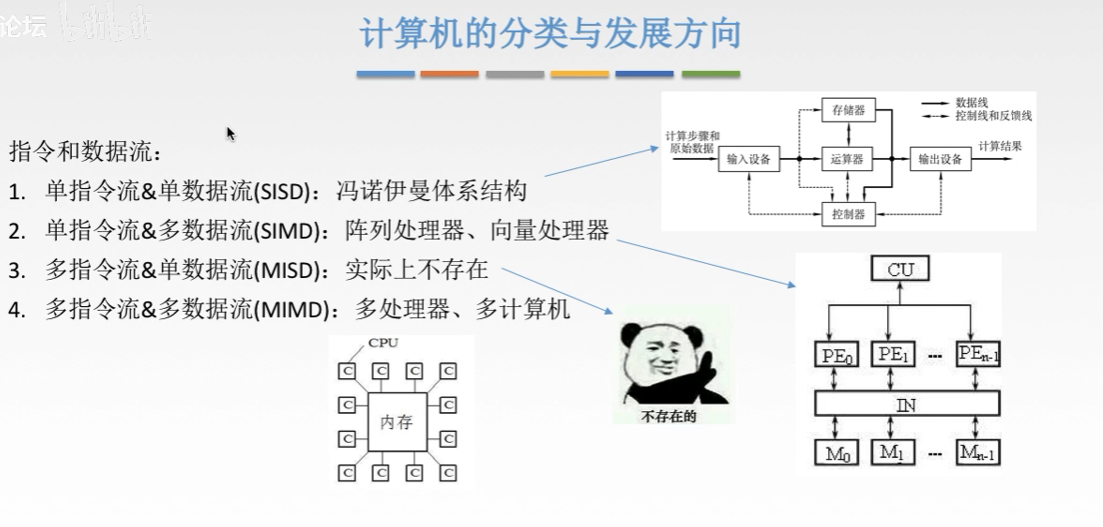 论坛
计算机的分类与发展方向
指令和数据流：
1. 单指令流&单数据流(SISD)：冯诺伊曼体系结构
2. 单指令流&多数据流(SIMD)：阵列处理器、向量处理器
3. 多指令流&单数据流(MISD)：实际上不存在
4. 多指令流&多数据流(MIMD)：多处理器、多计算机
存储器
数据线
控制线和反馈线
计算步骤和
原始数据
输入设备
运算器
输出设备
计算结果
控制器
CPU
C C C C
C C
内存
C C
C C C C
不存在的
CU
PE0 PE1 --- PEn-1
IN
M0 M1 --- Mn-1